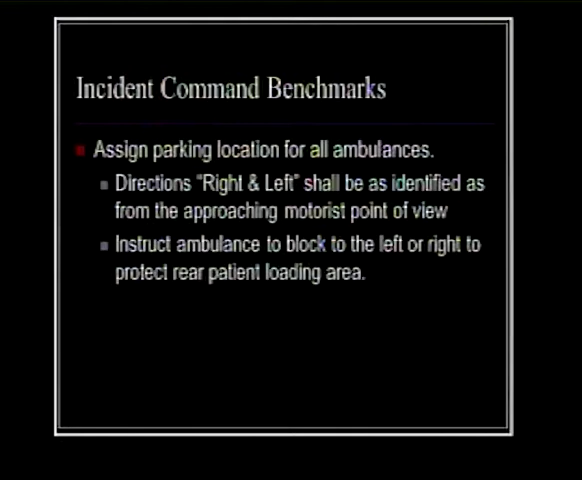 Incident Command Benchmarks
Assign parking location for all ambulances.
Directions "Right & Left" shall be as identified as
from the approaching motorist point of view
Instruct ambulance to block to the left or right to
protect rear patient loading area.